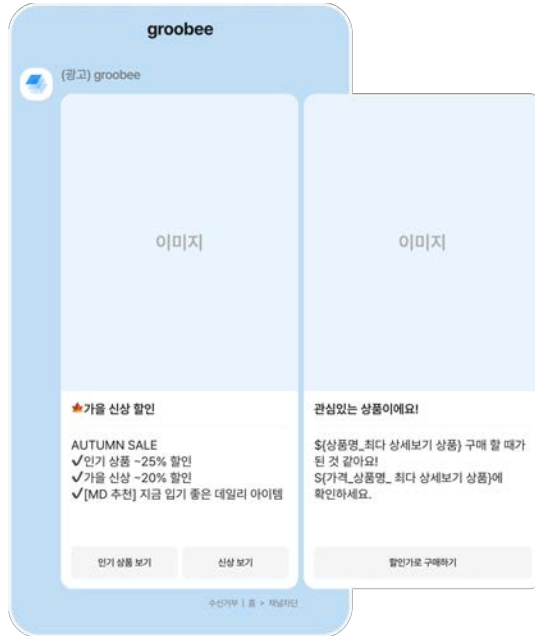 groobee
(광고) groobee
이미지
🍁가을 신상 할인
AUTUMN SALE
✓인기 상품 ~25% 할인
✓가을 신상 ~20% 할인
✓[MD 추천] 지금 입기 좋은 데일리 아이템
인기 상품 보기
신상 보기
이미지
관심있는 상품이에요!
${상품명_최다 상세보기 상품} 구매 할 때가
된 것 같아요!
S{가격_상품명_ 최다 상세보기 상품}에
확인하세요.
할인가로 구매하기
수신거부 | 홈 > 채널차단